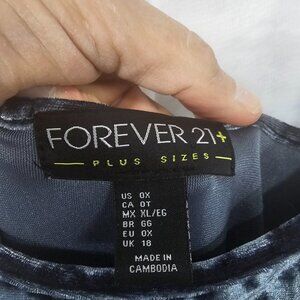 FOREVER 21+
PLUS SIZES
US 0X
CA 0T
MX XL/EG
BR GG
EU 0X
UK 18
MADE IN
CAMBODIA